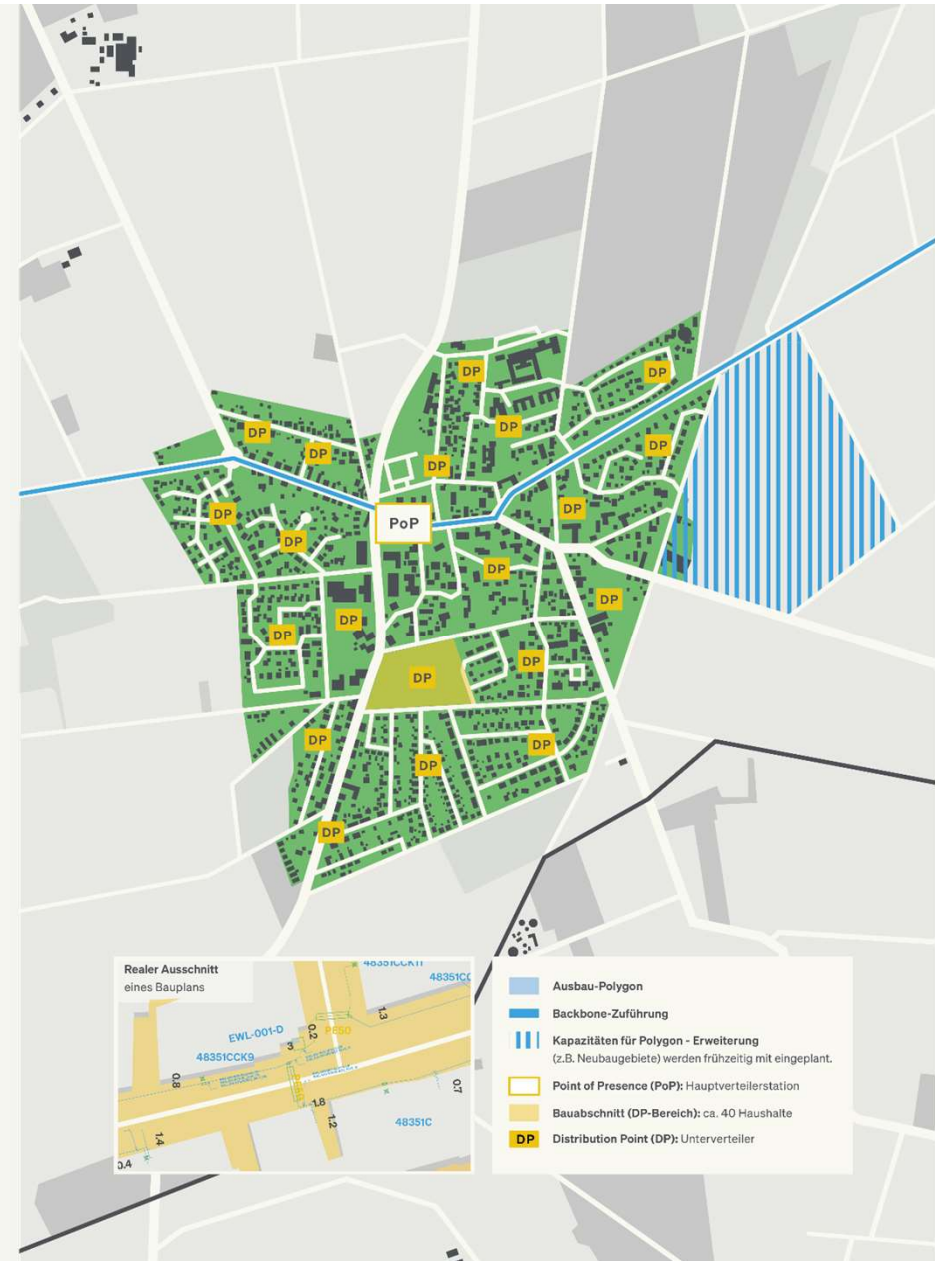 DP
DP
DP
DP
DP
DP
DP
DP
DP
PoP
DP
DP
DP
DP
DP
DP
DP
DP
DP
DP
DP
DP
Realer Ausschnitt
eines Bauplans
48351CCK11
48351CC
EWL-001-D
0.2
PE50
1.3
3
48351CCK9
0.8
0.7
1.8
1.2
48351C
1.4
0.4
Ausbau-Polygon
Backbone-Zuführung
Kapazitäten für Polygon - Erweiterung
(z.B. Neubaugebiete) werden frühzeitig mit eingeplant.
Point of Presence (PoP): Hauptverteilerstation
Bauabschnitt (DP-Bereich): ca. 40 Haushalte
DP Distribution Point (DP): Unterverteiler